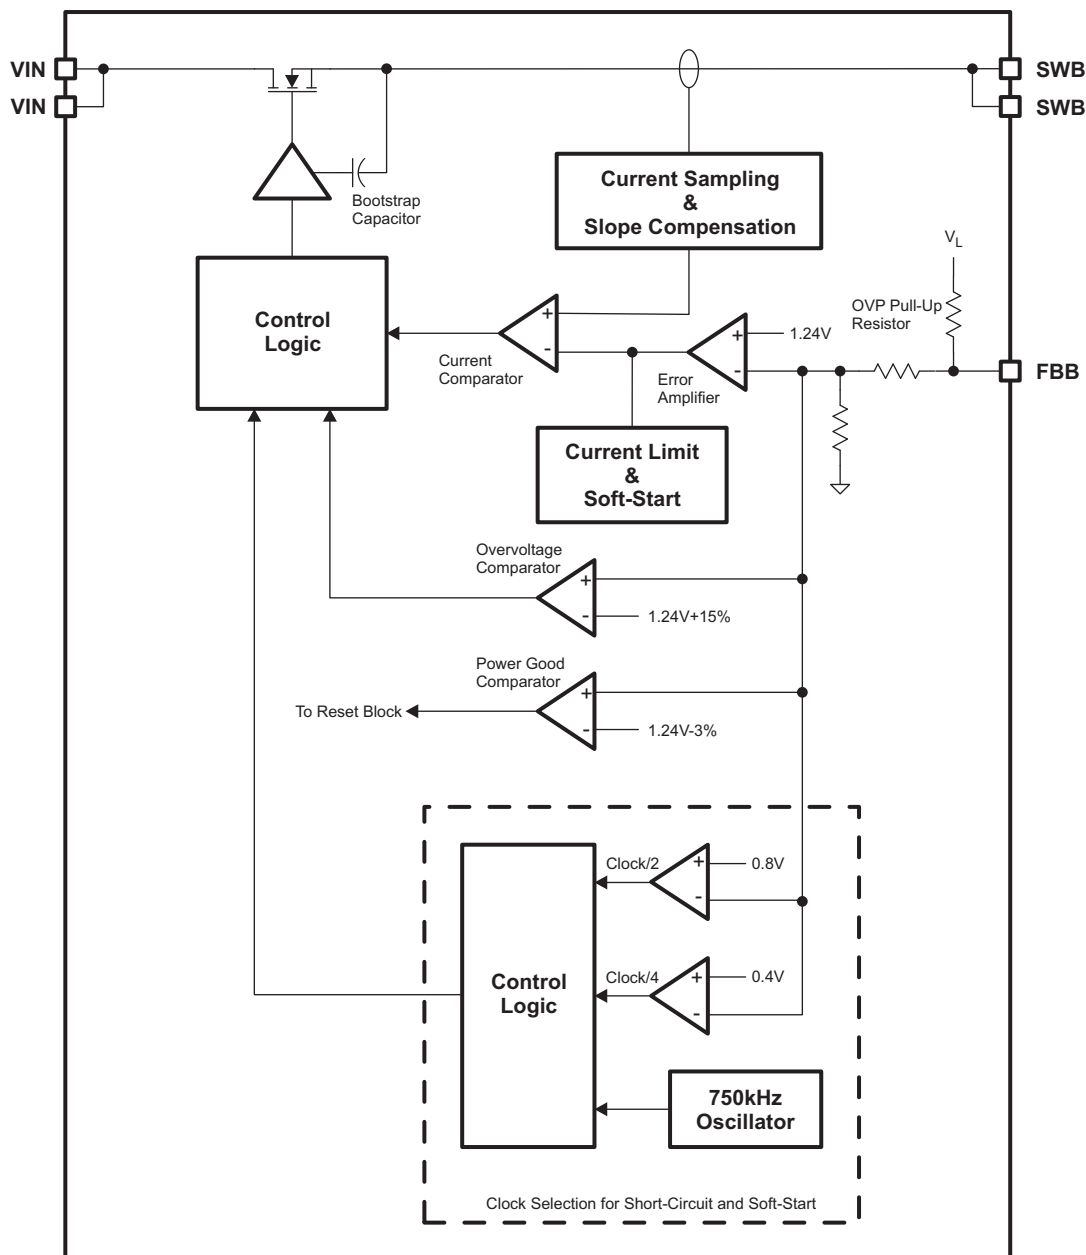 VIN
SWB
VIN
SWB
Bootstrap
Capacitor
Current Sampling
&
Slope Compensation
VL
Control
Logic
+
-
Current
Comparator
+
-
1.24V
Error
Amplifier
OVP Pull-Up
Resistor
FBB
Current Limit
&
Soft-Start
Overvoltage
Comparator
+
-
1.24V+15%
Power Good
Comparator
+
-
1.24V-3%
To Reset Block
Control
Logic
Clock/2
+
-
0.8V
Clock/4
+
-
0.4V
750kHz
Oscillator
Clock Selection for Short-Circuit and Soft-Start